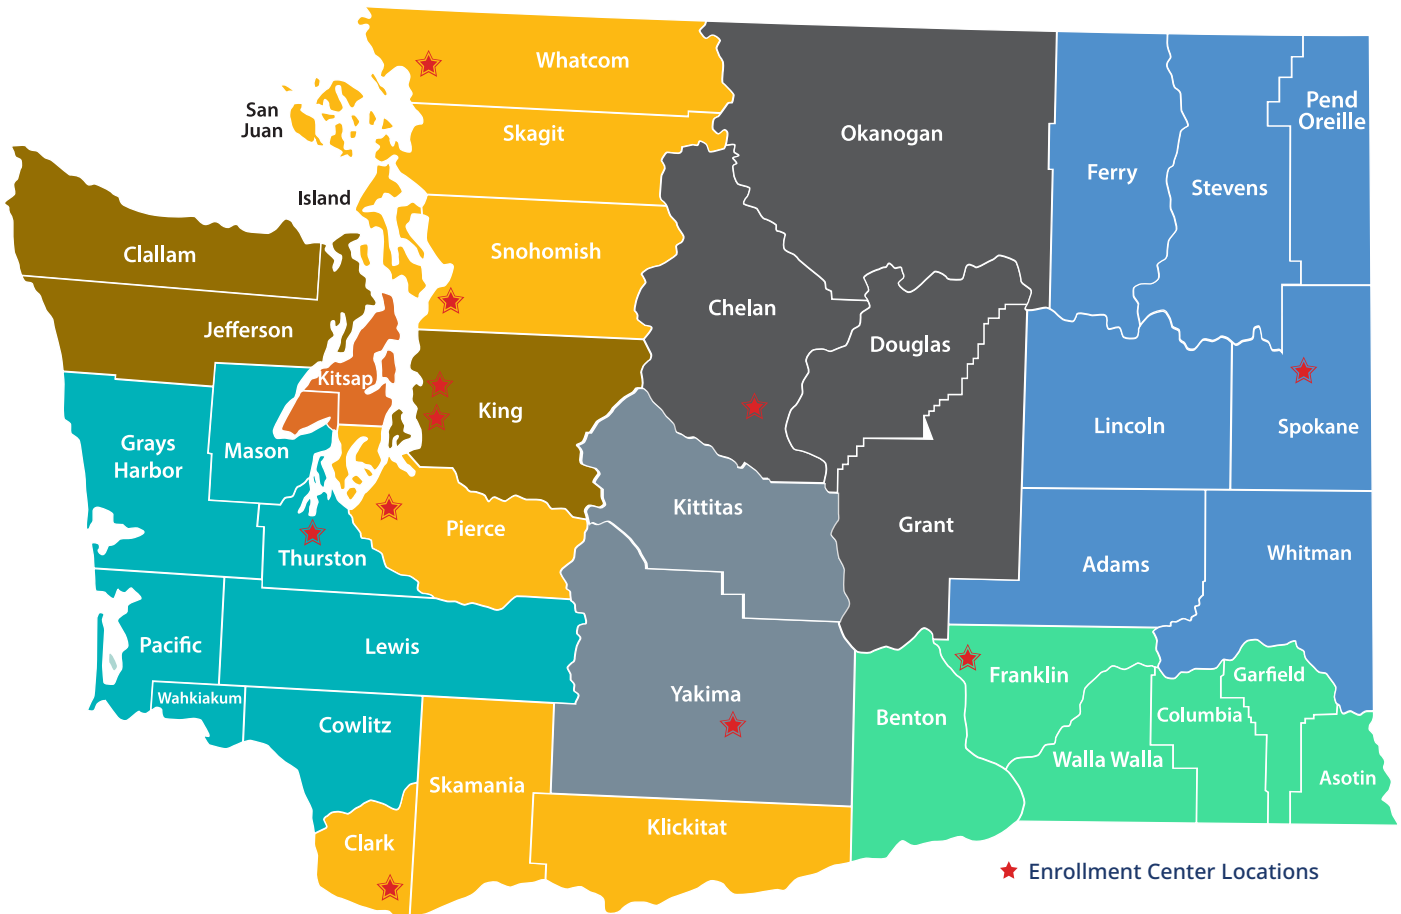 Whatcom
San
Juan
Skagit
Okanogan
Pend
Oreille
Ferry
Stevens
Island
Clallam
Snohomish
Chelan
Jefferson
Douglas
Kitsap
King
Lincoln
Spokane
Grays
Harbor
Mason
Kittitas
Grant
Pierce
Thurston
Adams
Whitman
Pacific
Lewis
Franklin
Garfield
Wahkiakum
Yakima
Benton
Columbia
Cowlitz
Walla Walla
Asotin
Skamania
Klickitat
Clark
Enrollment Center Locations